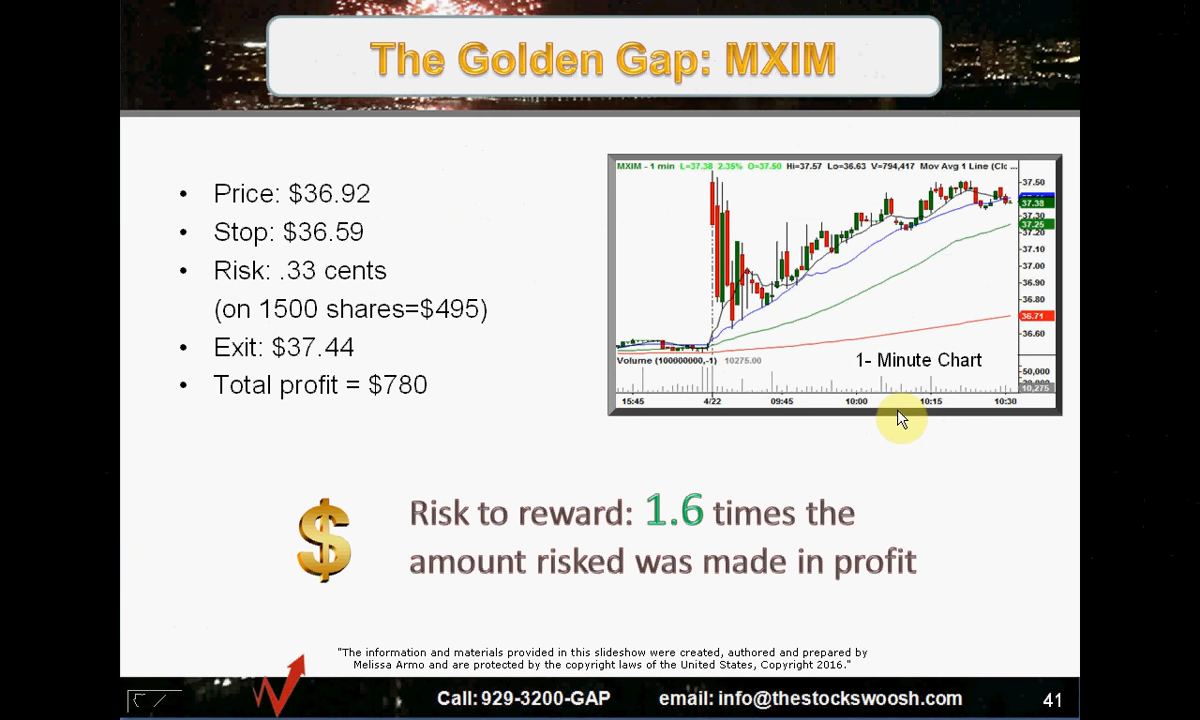 The Golden Gap: MXIM
• Price: $36.92
• Stop: $36.59
• Risk: .33 cents
(on 1500 shares=$495)
• Exit: $37.44
• Total profit = $780
MXIM - 1 min L=37.38 2.35% O=37.50 Hi=37.57 Lo=36.63 V=794,417 Mov Avg 1 Line (Clc ...
37.50
37.38
37.30
37.25
37.20
37.10
37.00
36.90
36.80
36.71
36.60
Volume (100000000,-1) 10275.00
1- Minute Chart
50,000
10,275
15:45 4/22 09:45 10:00 10:15 10:30
$
Risk to reward: 1.6 times the
amount risked was made in profit
"The information and materials provided in this slideshow were created, authored and prepared by
Melissa Armo and are protected by the copyright laws of the United States, Copyright 2016."
Call: 929-3200-GAP email: info@thestockswoosh.com 41